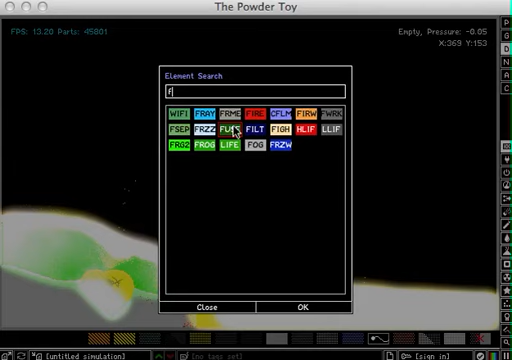 The Powder Toy
FPS: 13.20 Parts: 45801
Empty, Pressure: -0.05
X:369 Y:153
Element Search
f
WIFI FRAY FRME FIRE CFLM FIRW FWRK
FSEP FRZZ FUSE FILT FIGH HLIF LLIF
FRG2 FROG LIFE FOG FRZW
Close OK
[untitled simulation] [no tags set] [sign in]
P
G
D
N
A
C